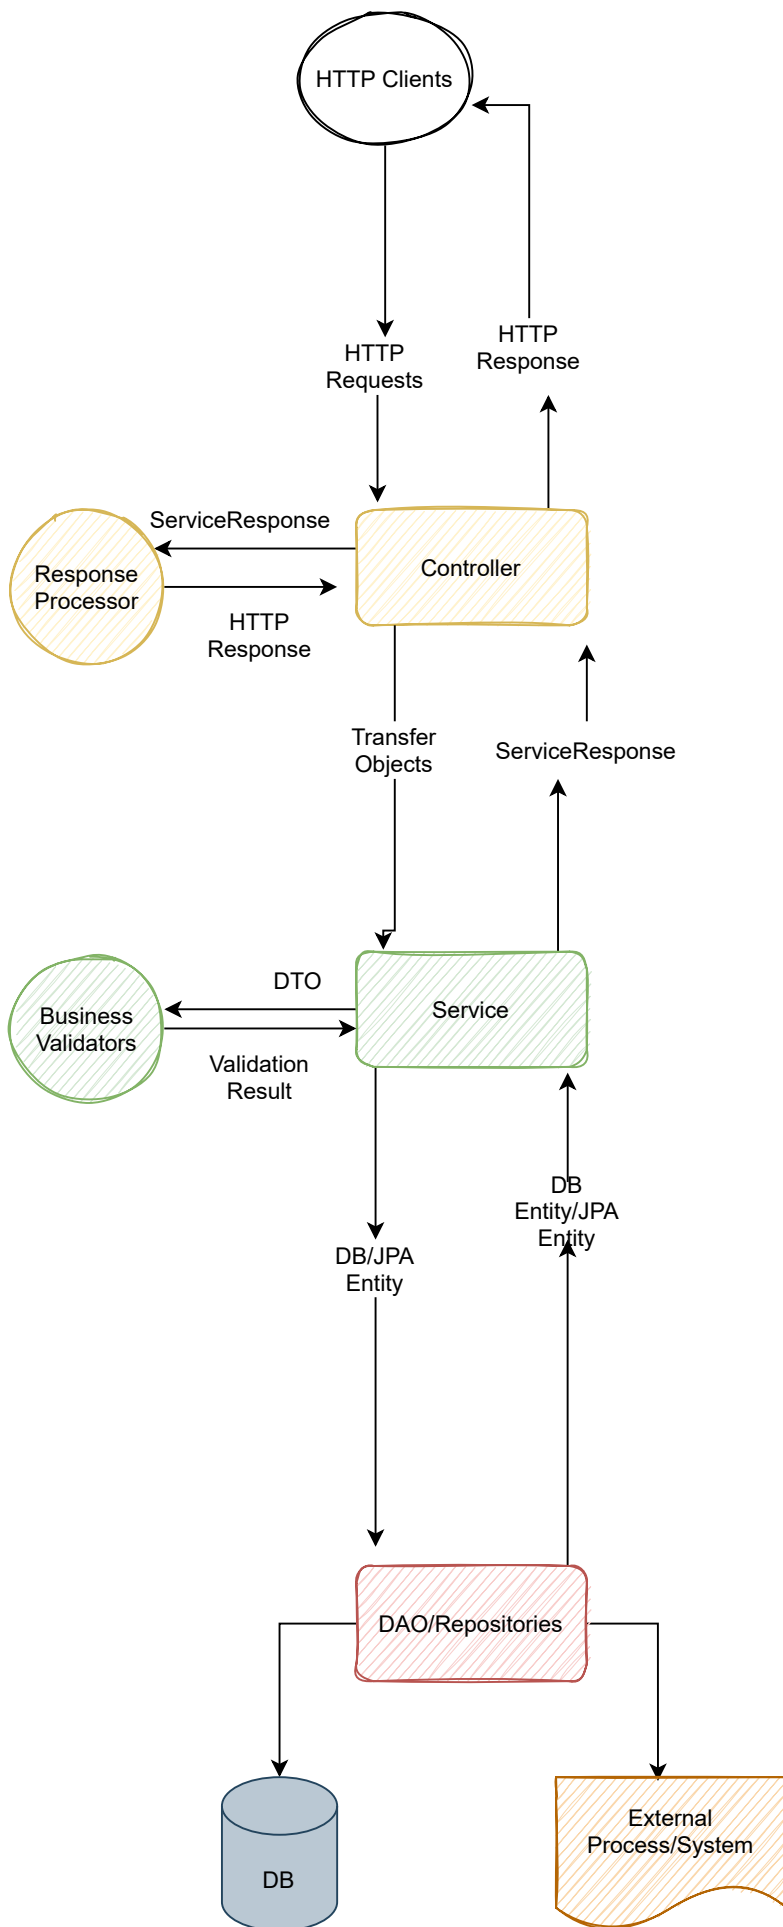 HTTP Clients
HTTP
Requests
HTTP
Response
ServiceResponse
Response
Processor
Controller
HTTP
Response
Transfer
Objects
ServiceResponse
DTO
Business
Validators
Service
Validation
Result
DB
Entity/JPA
Entity
DB/JPA
Entity
DAO/Repositories
External
Process/System
DB